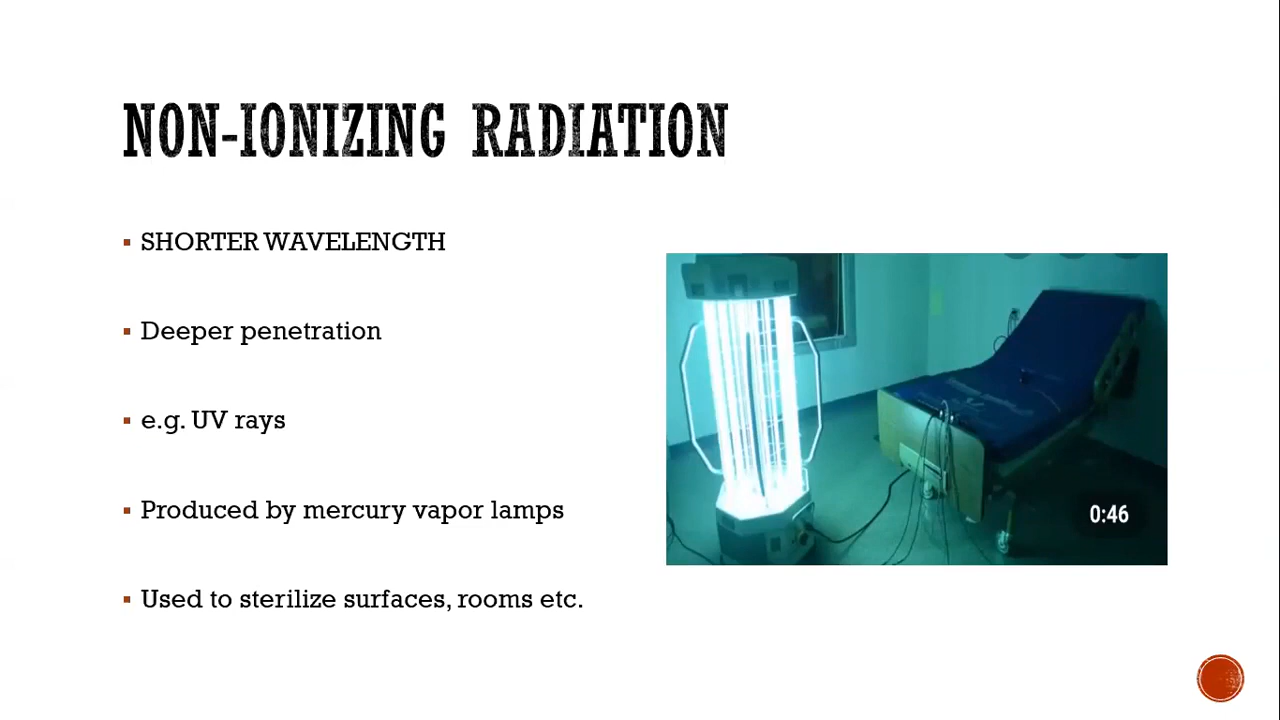 NON-IONIZING RADIATION
SHORTER WAVELENGTH
Deeper penetration
e.g. UV rays
Produced by mercury vapor lamps
Used to sterilize surfaces, rooms etc.
0:46